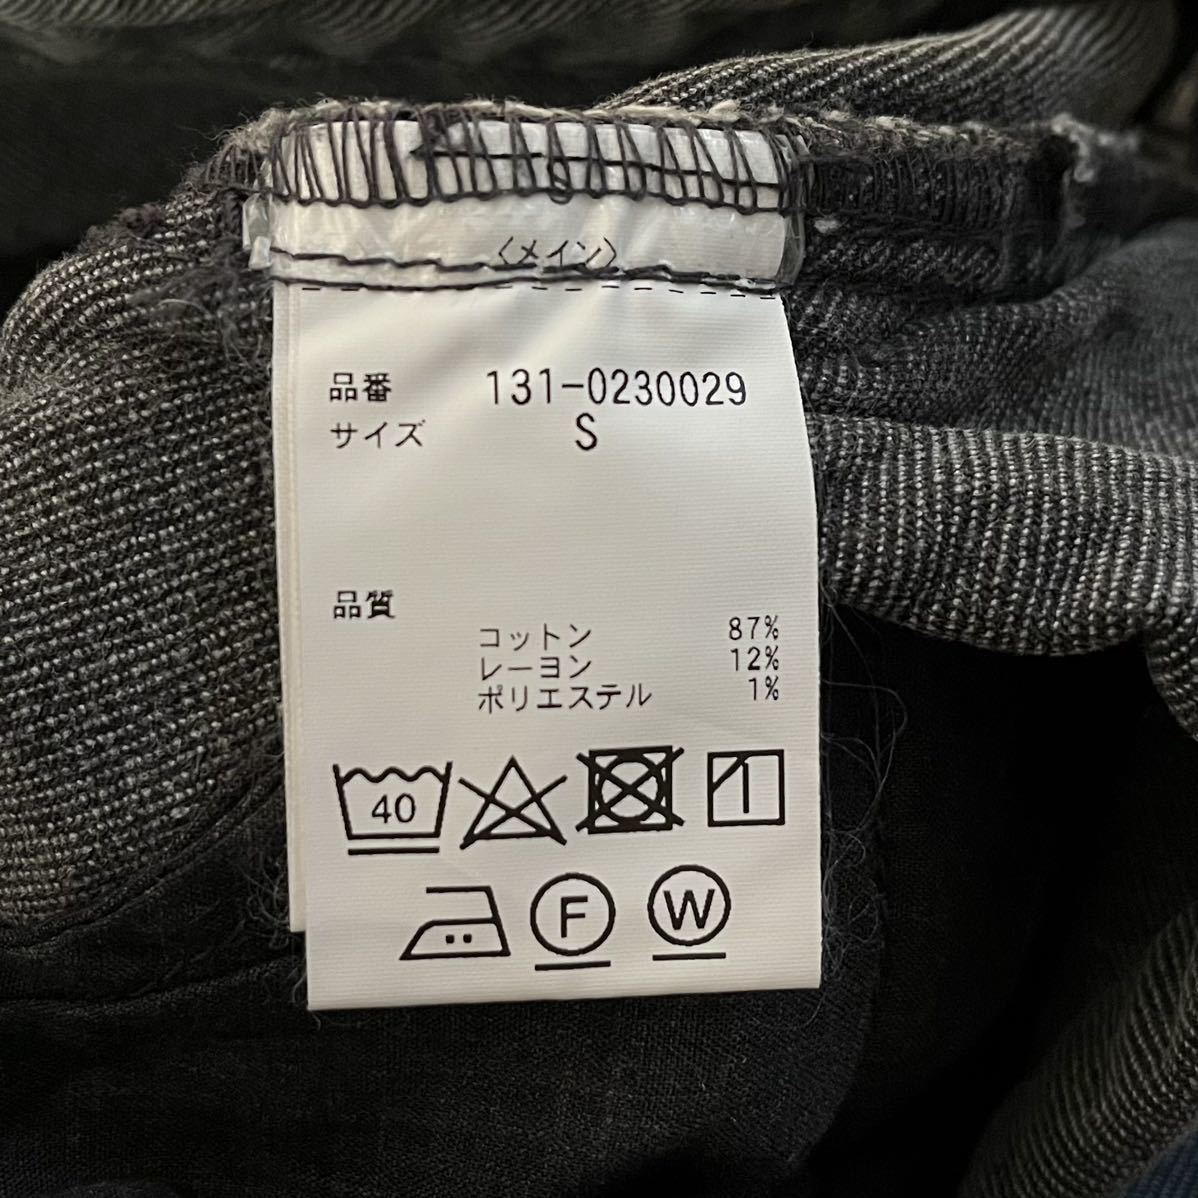 〈メイン〉
品番 131-0230029
サイズ S
品質
コットン 87%
レーヨン 12%
ポリエステル 1%
40
F W